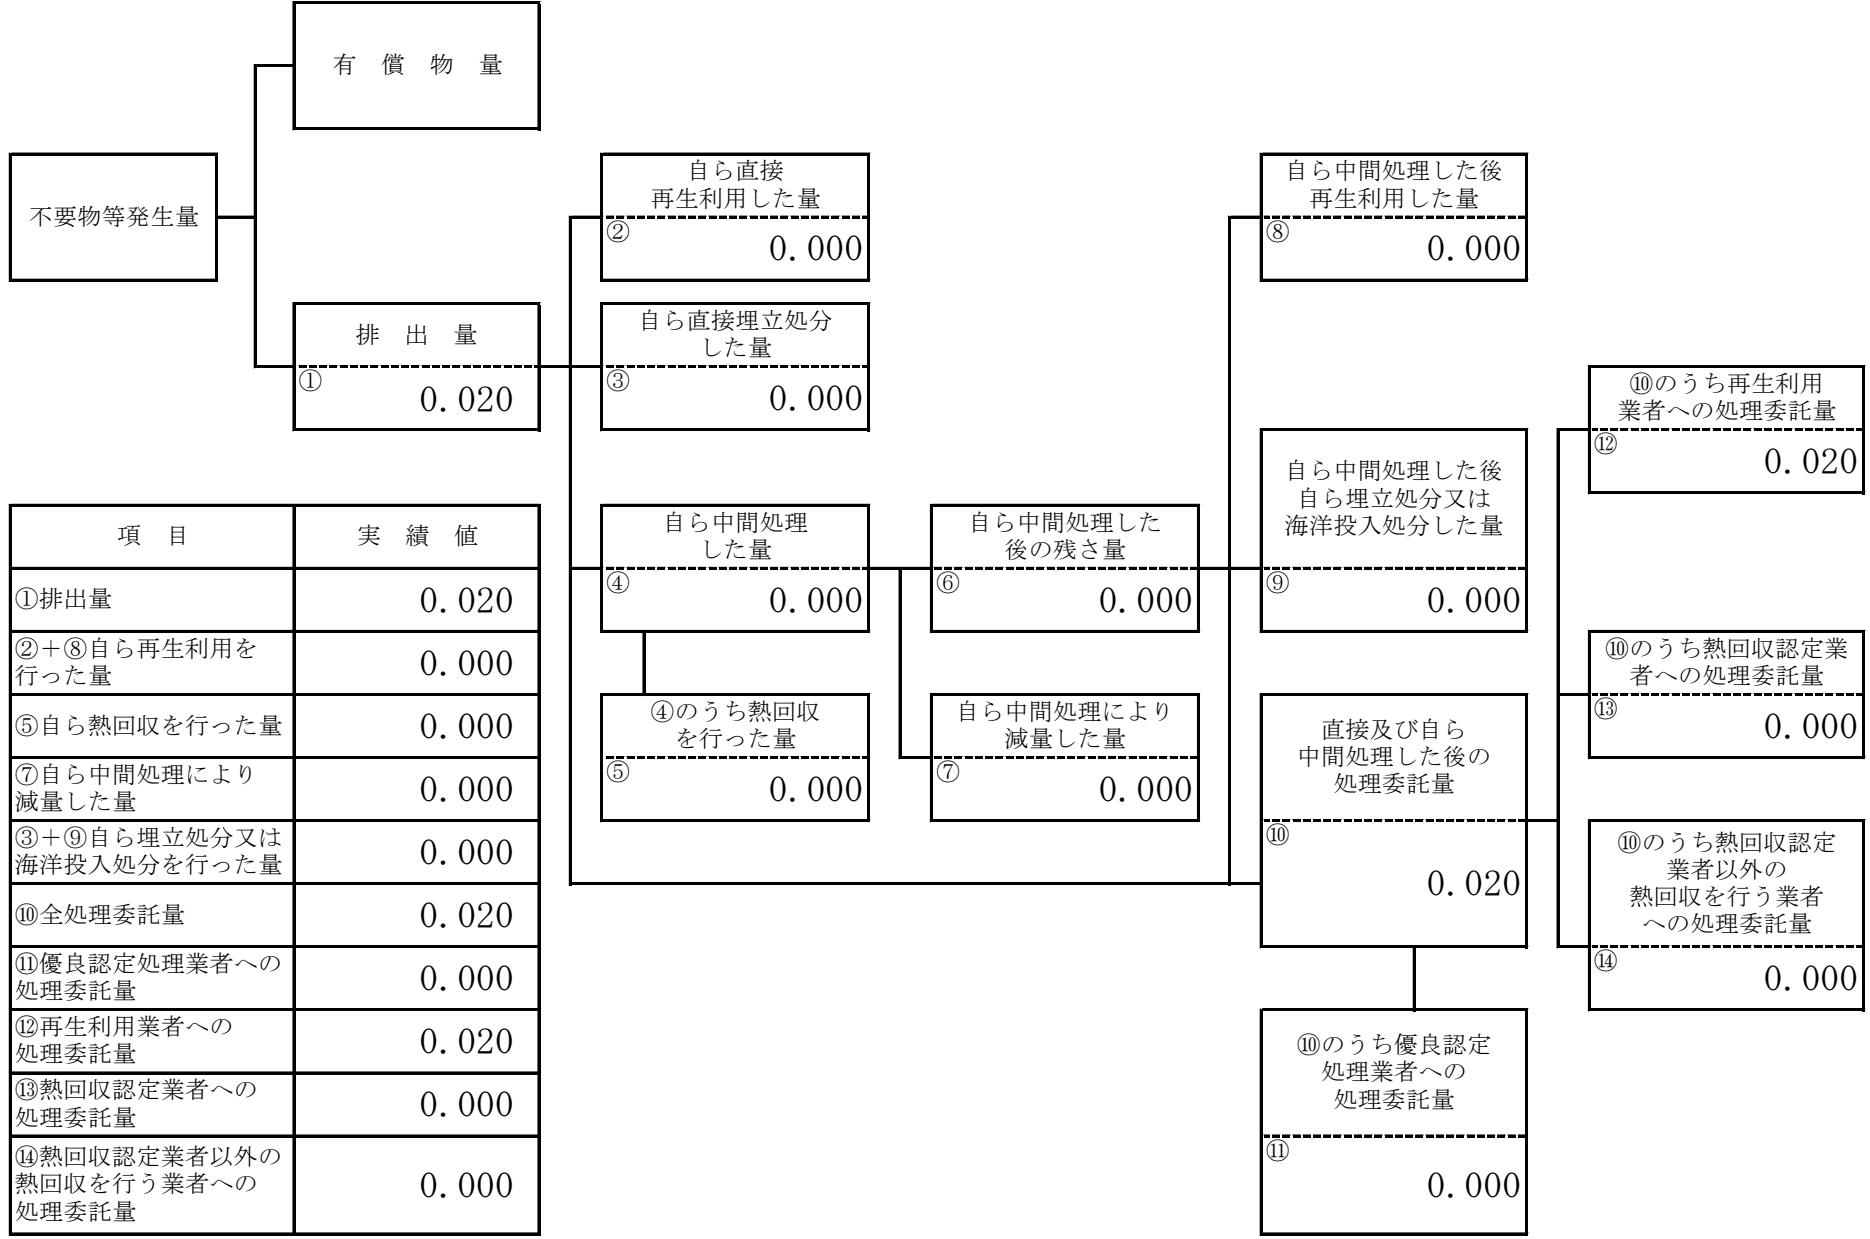 有　償　物　量
不要物等発生量
排　出　量
①
0.020
自ら直接
再生利用した量
②
0.000
自ら直接埋立処分
した量
③
0.000
自ら中間処理
した量
④
0.000
④のうち熱回収
を行った量
⑤
0.000
自ら中間処理した
後の残さ量
⑥
0.000
自ら中間処理により
減量した量
⑦
0.000
自ら中間処理した後
再生利用した量
⑧
0.000
自ら中間処理した後
自ら埋立処分又は
海洋投入処分した量
⑨
0.000
直接及び自ら
中間処理した後の
処理委託量
⑩
0.020
⑩のうち優良認定
処理業者への
処理委託量
⑪
0.000
⑩のうち再生利用
業者への処理委託量
⑫
0.020
⑩のうち熱回収認定業
者への処理委託量
⑬
0.000
⑩のうち熱回収認定
業者以外の
熱回収を行う業者
への処理委託量
⑭
0.000
項　目　実　績　値
①排出量　0.020
②＋⑧自ら再生利用を
行った量　0.000
⑤自ら熱回収を行った量　0.000
⑦自ら中間処理により
減量した量　0.000
③＋⑨自ら埋立処分又は
海洋投入処分を行った量　0.000
⑩全処理委託量　0.020
⑪優良認定処理業者への
処理委託量　0.000
⑫再生利用業者への
処理委託量　0.020
⑬熱回収認定業者への
処理委託量　0.000
⑭熱回収認定業者以外の
熱回収を行う業者への
処理委託量　0.000